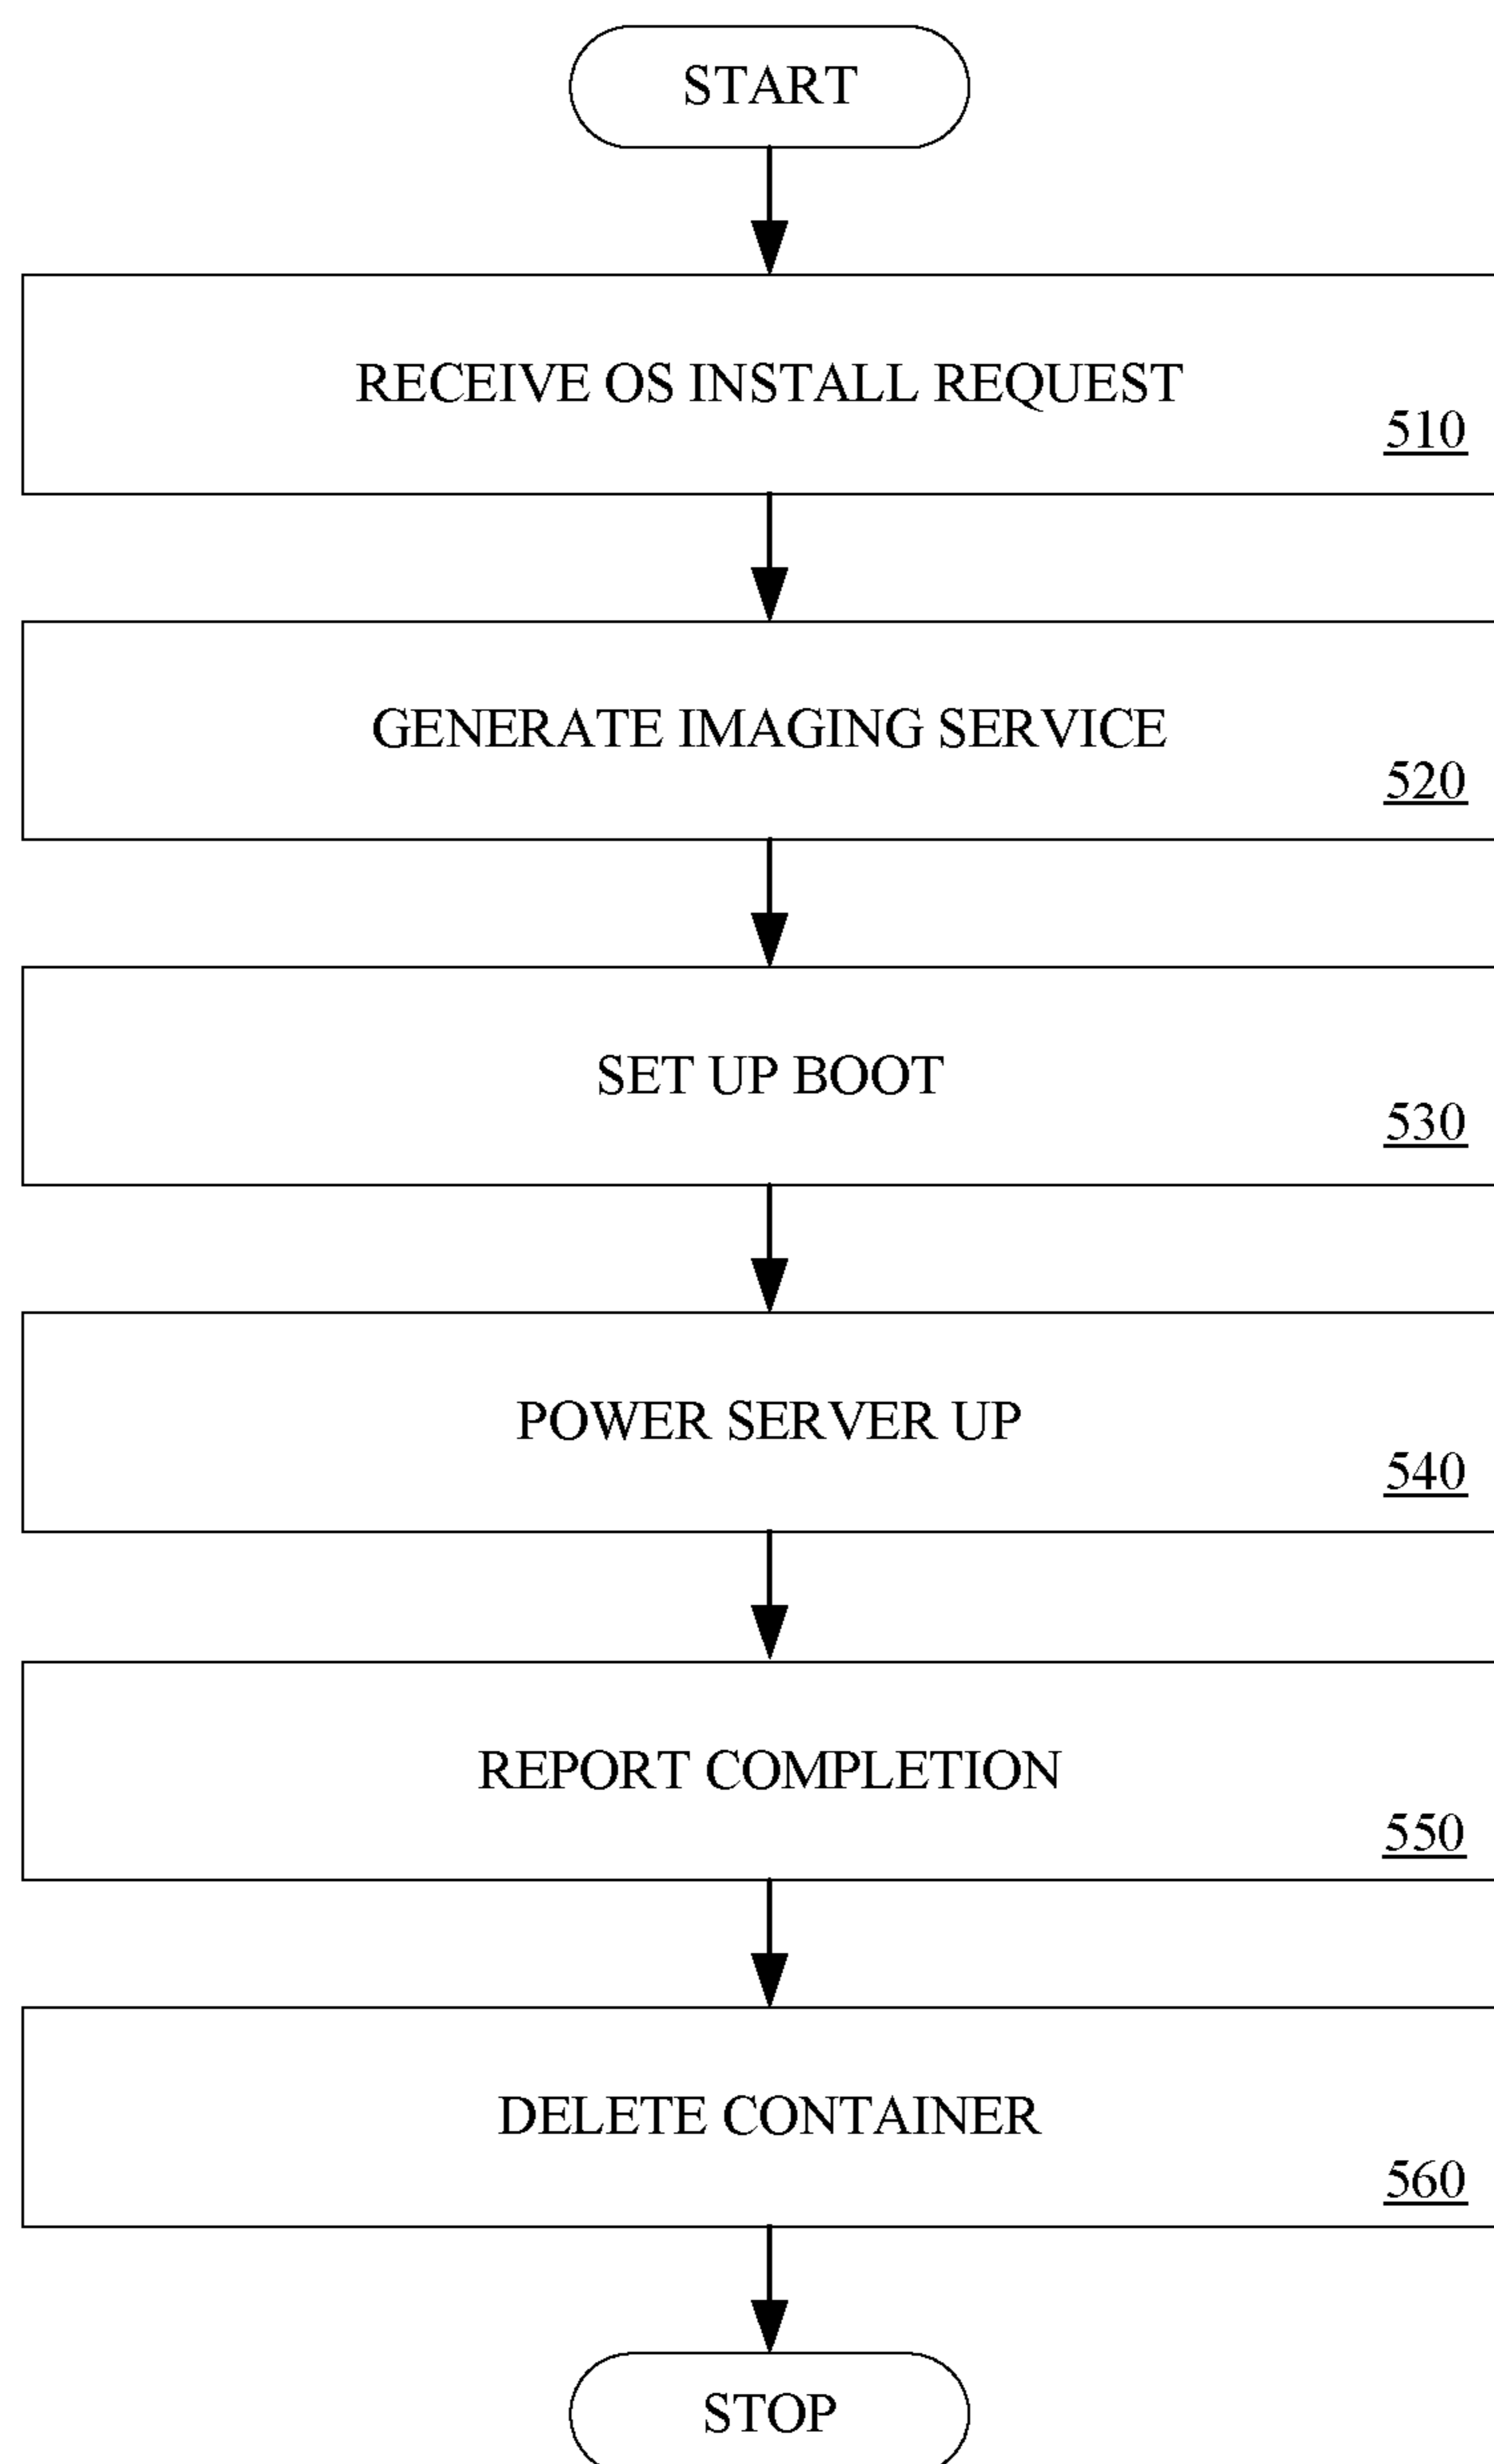 START
RECEIVE OS INSTALL REQUEST
510
GENERATE IMAGING SERVICE
520
SET UP BOOT
530
POWER SERVER UP
540
REPORT COMPLETION
550
DELETE CONTAINER
560
STOP